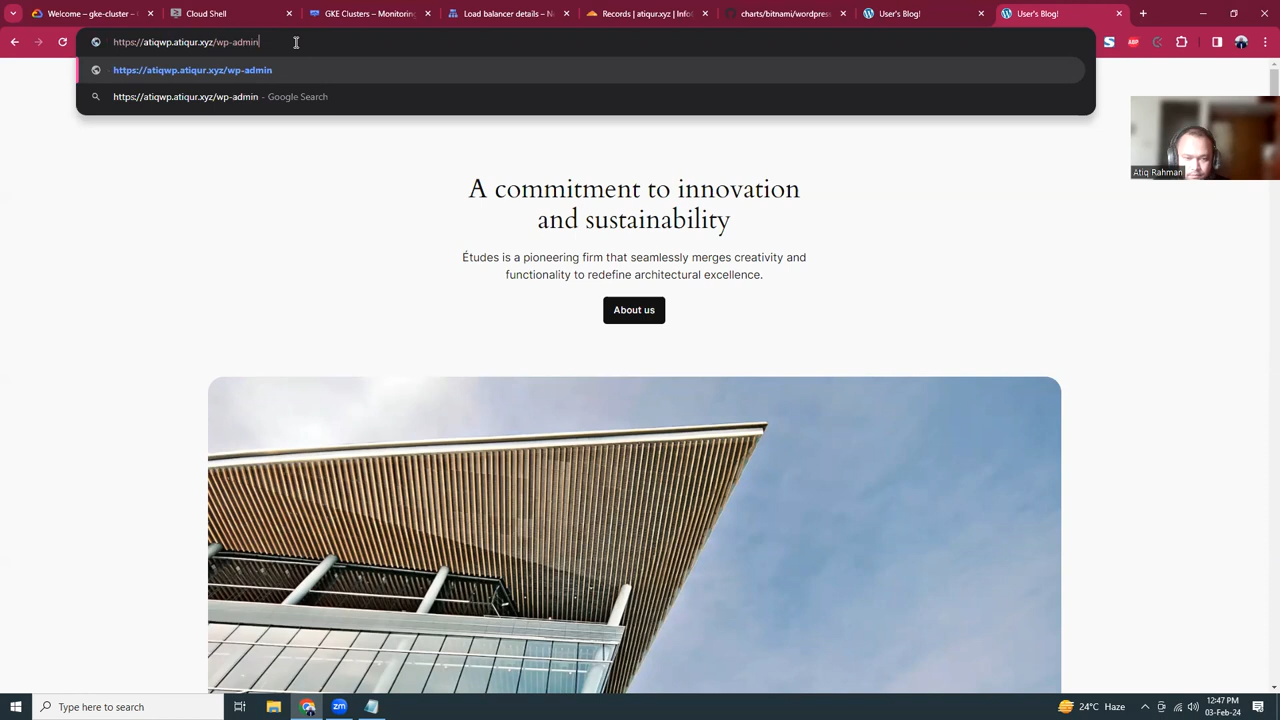 Welcome – gke-cluster –
Cloud Shell
GKE Clusters – Monitoring
Load balancer details – Ne
Records | atiqur.xyz | Info
charts/bitnami/wordpress
User's Blog!
User's Blog!
https://atiqwp.atiqur.xyz/wp-admin
https://atiqwp.atiqur.xyz/wp-admin
https://atiqwp.atiqur.xyz/wp-admin - Google Search
Atiq Rahman
A commitment to innovation
and sustainability
Études is a pioneering firm that seamlessly merges creativity and
functionality to redefine architectural excellence.
About us
Type here to search
zm
24°C Haze
12:47 PM
03-Feb-24